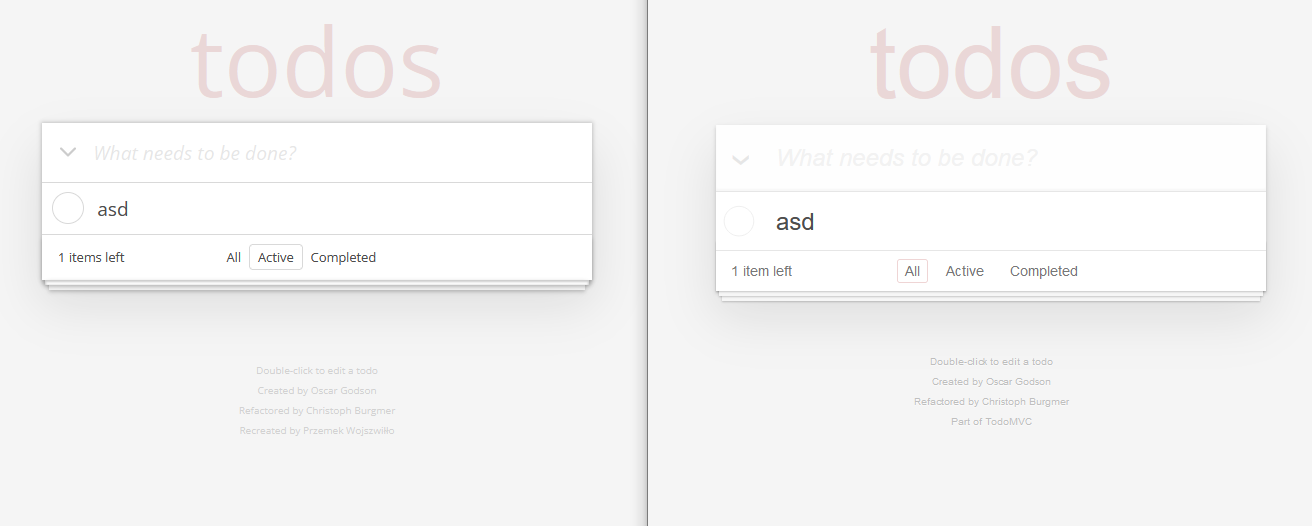 todos
What needs to be done?
asd
1 items left All Active Completed
Double-click to edit a todo
Created by Oscar Godson
Refactored by Christoph Burgmer
Recreated by Przemek Wojszwiłło
todos
What needs to be done?
asd
1 item left All Active Completed
Double-click to edit a todo
Created by Oscar Godson
Refactored by Christoph Burgmer
Part of TodoMVC